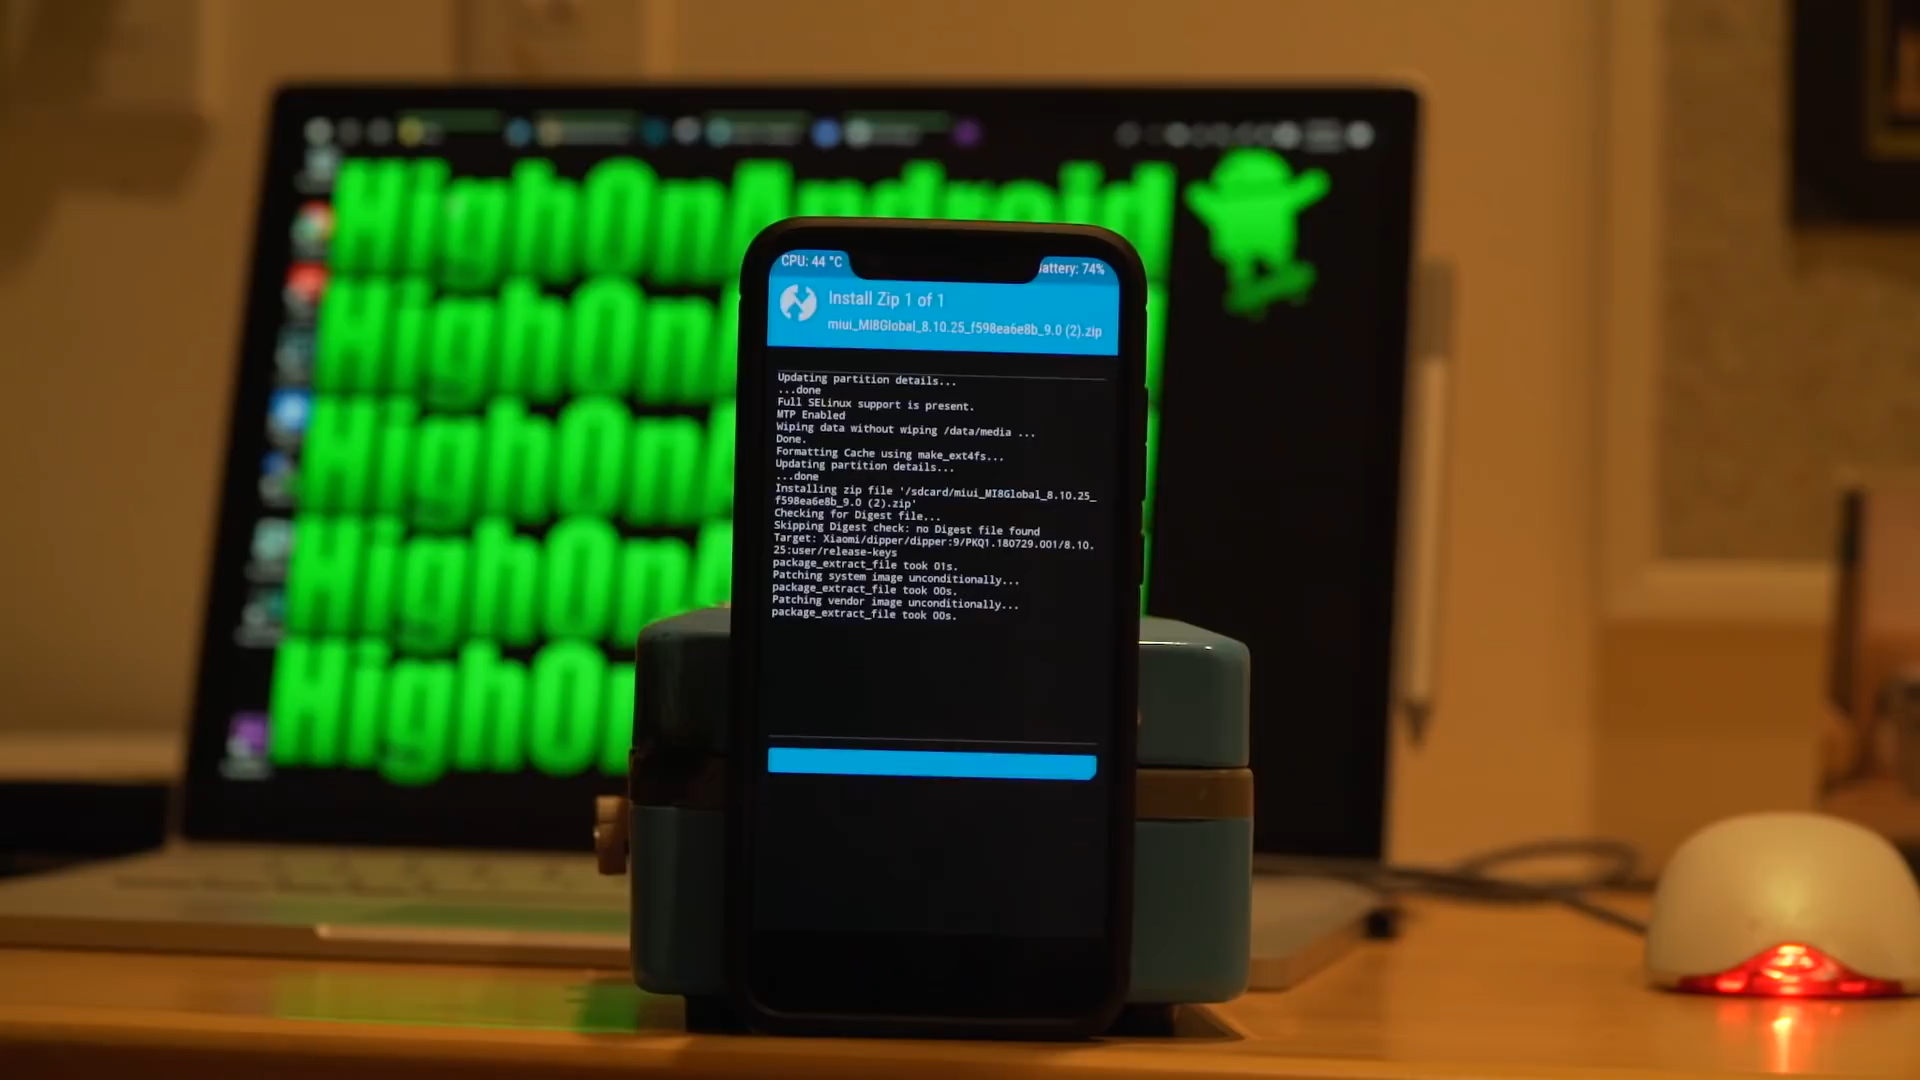 HighOnAndroid
HighOn
HighOnA
HighOnA
HighOn
CPU: 44 °C
attery: 74%
Install Zip 1 of 1
miui_MI8Global_8.10.25_f598ea6e8b_9.0 (2).zip
Updating partition details...
...done
Full SELinux support is present.
MTP Enabled
Wiping data without wiping /data/media ...
Done.
Formatting Cache using make_ext4fs...
Updating partition details...
...done
Installing zip file '/sdcard/miui_MI8Global_8.10.25_
f598ea6e8b_9.0 (2).zip'
Checking for Digest file...
Skipping Digest check: no Digest file found
Target: Xiaomi/dipper/dipper:9/PKQ1.180729.001/8.10.
25:user/release-keys
package_extract_file took 01s.
Patching system image unconditionally...
package_extract_file took 00s.
Patching vendor image unconditionally...
package_extract_file took 00s.